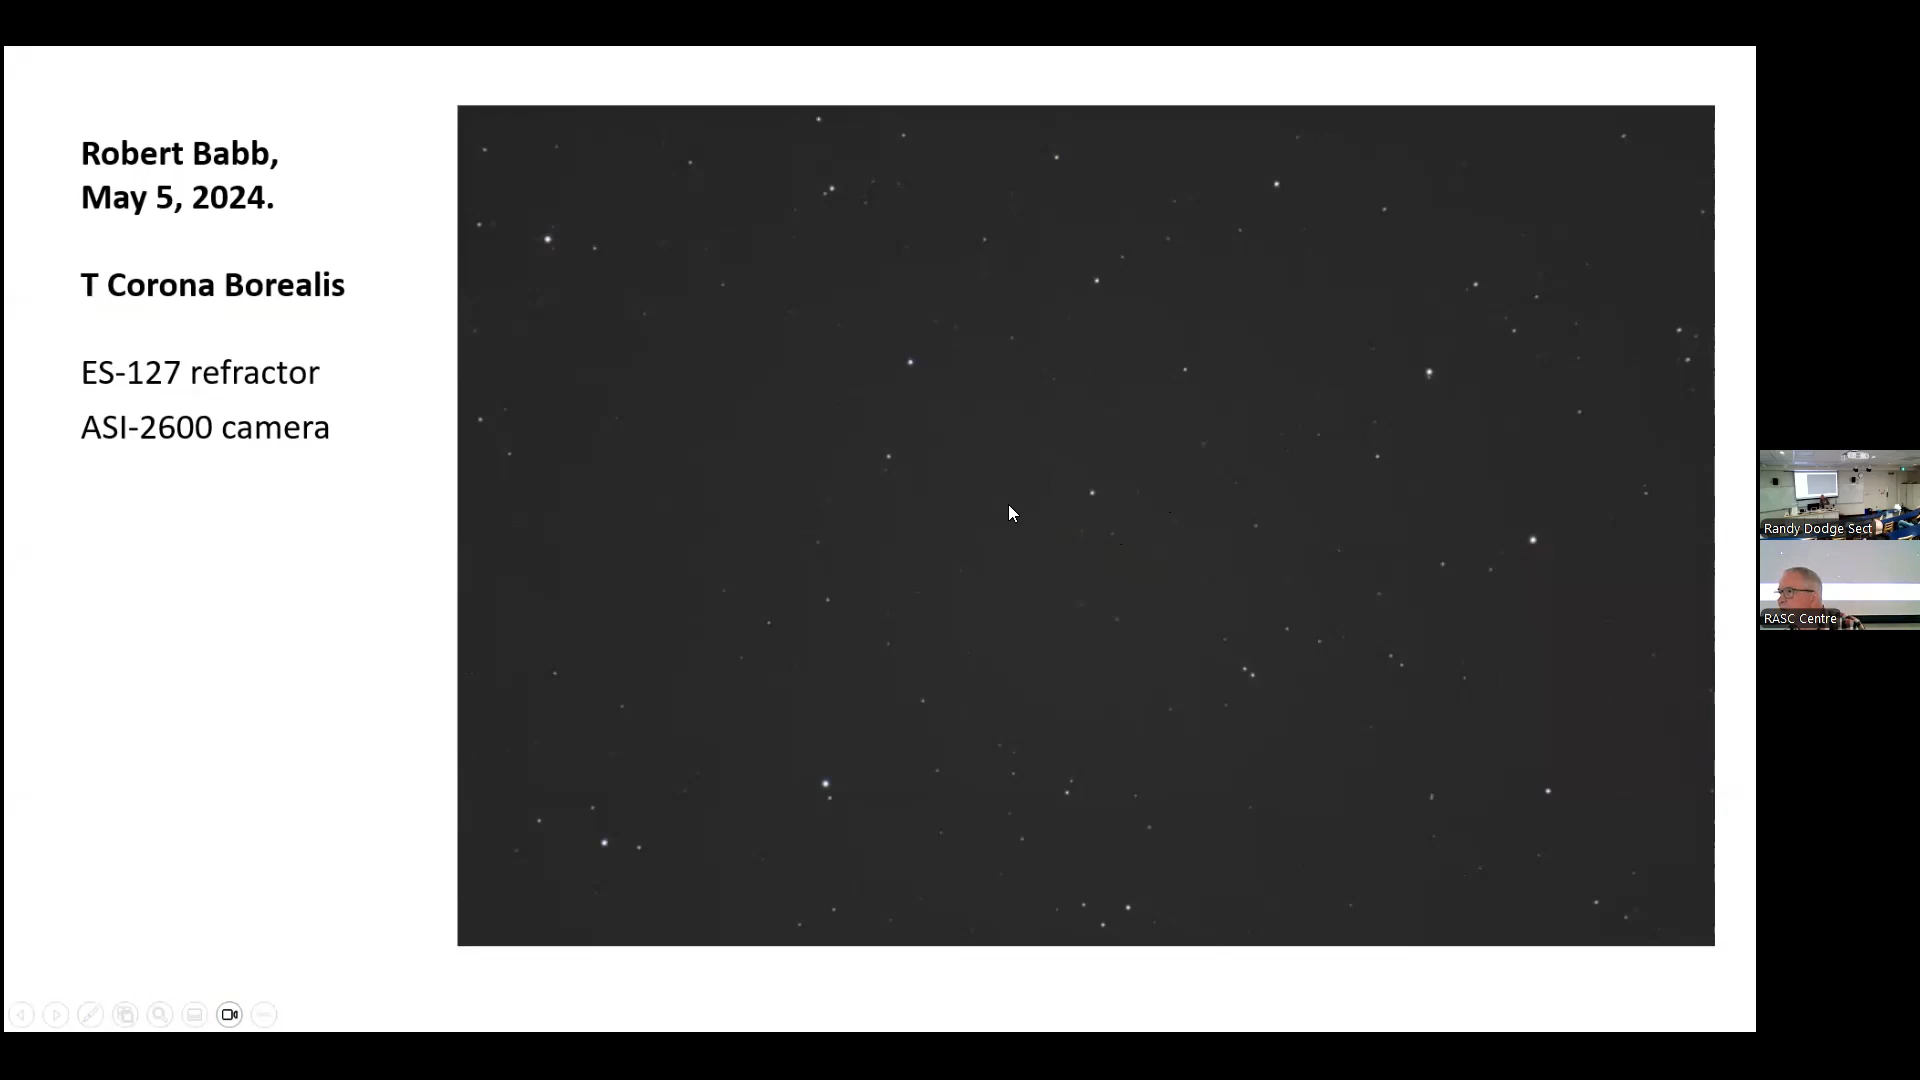 Robert Babb,
May 5, 2024.
T Corona Borealis
ES-127 refractor
ASI-2600 camera
Randy Dodge Sect
RASC Centre